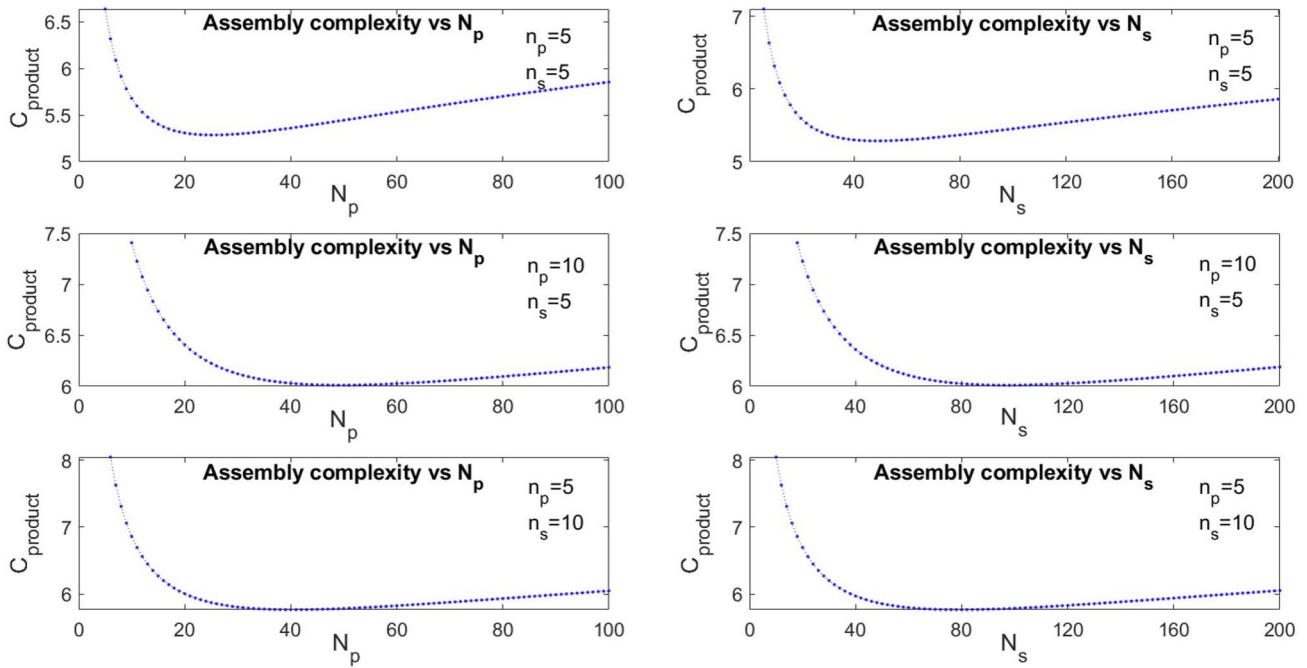 Assembly complexity vs N_p
n_p=5
n_s=5
C_product
6.5
6
5.5
5
0 20 40 60 80 100
N_p
Assembly complexity vs N_s
n_p=5
n_s=5
C_product
7
6
5
40 80 120 160 200
N_s
Assembly complexity vs N_p
n_p=10
n_s=5
C_product
7.5
7
6.5
6
0 20 40 60 80 100
N_p
Assembly complexity vs N_s
n_p=10
n_s=5
C_product
7.5
7
6.5
6
0 40 80 120 160 200
N_s
Assembly complexity vs N_p
n_p=5
n_s=10
C_product
8
7
6
0 20 40 60 80 100
N_p
Assembly complexity vs N_s
n_p=5
n_s=10
C_product
8
7
6
0 40 80 120 160 200
N_s